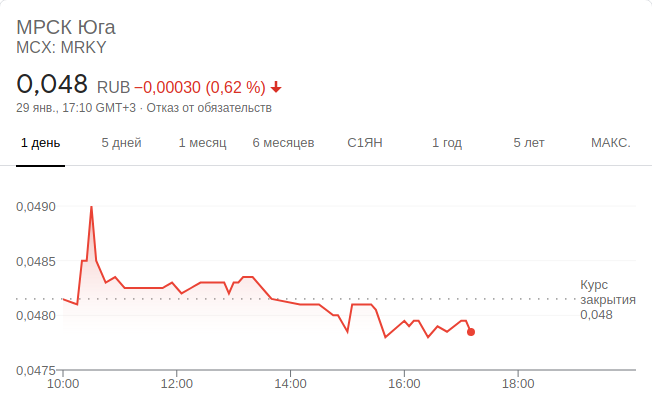 МРСК Юга
MCX: MRKY
0,048 RUB −0,00030 (0,62 %)
29 янв., 17:10 GMT+3 · Отказ от обязательств
1 день 5 дней 1 месяц 6 месяцев С1ЯН 1 год 5 лет МАКС.
0,0490
0,0485
Курс
закрытия
0,0480 0,048
0,0475
10:00 12:00 14:00 16:00 18:00